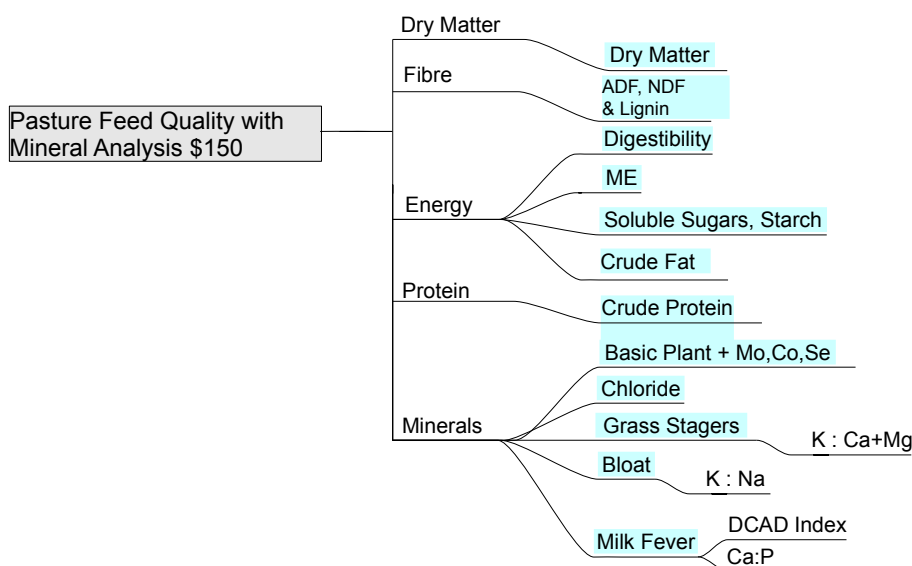 Pasture Feed Quality with
Mineral Analysis $150
Dry Matter
Dry Matter
Fibre
ADF, NDF
& Lignin
Energy
Digestibility
ME
Soluble Sugars, Starch
Crude Fat
Protein
Crude Protein
Minerals
Basic Plant + Mo,Co,Se
Chloride
Grass Stagers
K : Ca+Mg
Bloat
K : Na
Milk Fever
DCAD Index
Ca:P